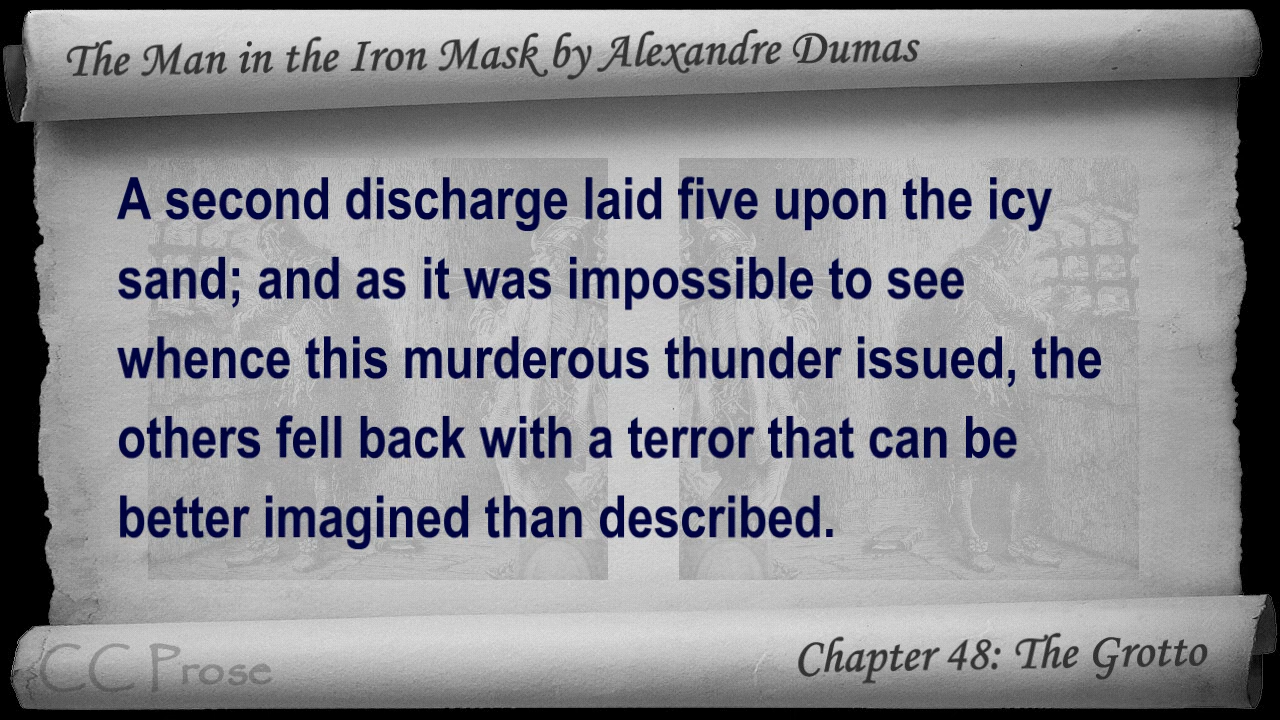 The Man in the Iron Mask by Alexandre Dumas
A second discharge laid five upon the icy
sand; and as it was impossible to see
whence this murderous thunder issued, the
others fell back with a terror that can be
better imagined than described.
CC Prose
Chapter 48: The Grotto